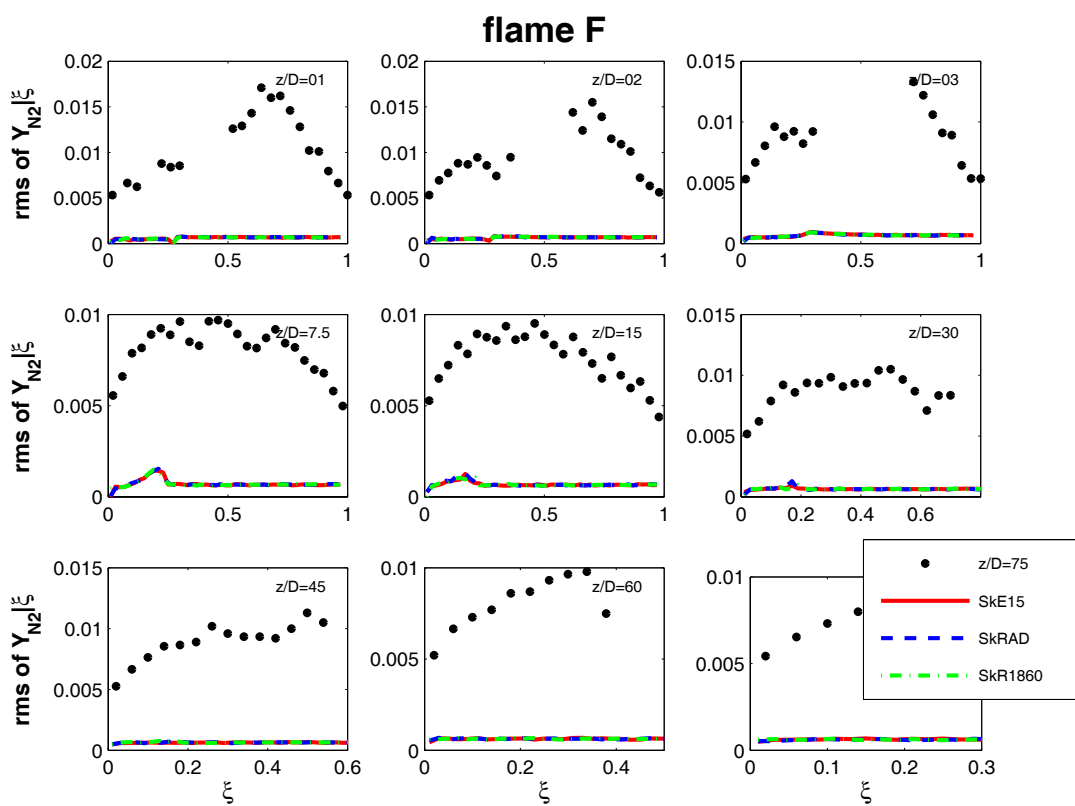 flame F
rms of Y_N2|ξ
0.02
0.015
0.01
0.005
0
z/D=01
0 0.5 1
0.02
0.015
0.01
0.005
0
z/D=02
0 0.5 1
0.015
0.01
0.005
0
z/D=03
0 0.5 1
rms of Y_N2|ξ
0.01
0.005
0
z/D=7.5
0 0.5 1
0.01
0.005
0
z/D=15
0 0.5 1
0.015
0.01
0.005
0
z/D=30
0 0.2 0.4 0.6
rms of Y_N2|ξ
0.015
0.01
0.005
0
z/D=45
0 0.2 0.4 0.6
ξ
0.01
0.005
0
z/D=60
0 0.2 0.4
ξ
0.01
0.005
0
0 0.1 0.2 0.3
ξ
z/D=75
SkE15
SkRAD
SkR1860